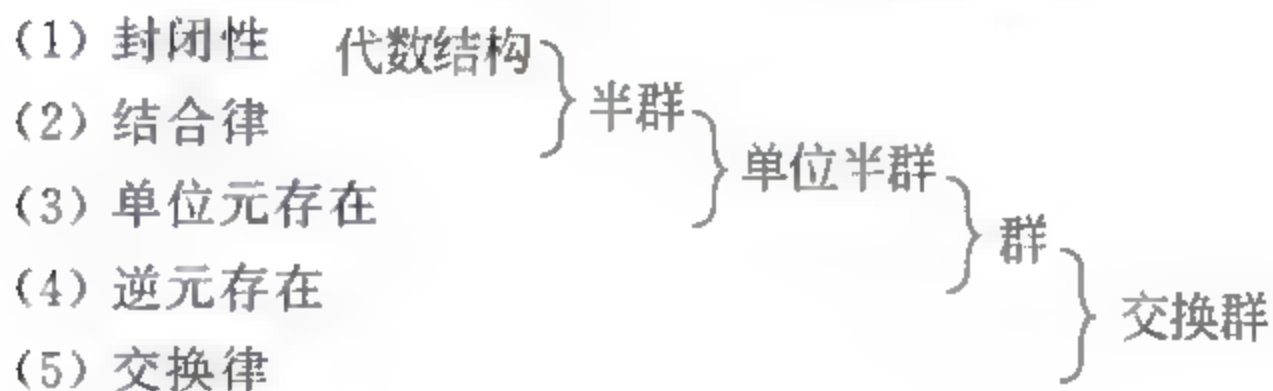 (1) 封闭性 代数结构
半群
(2) 结合律
单位半群
(3) 单位元存在
群
(4) 逆元存在
交换群
(5) 交换律